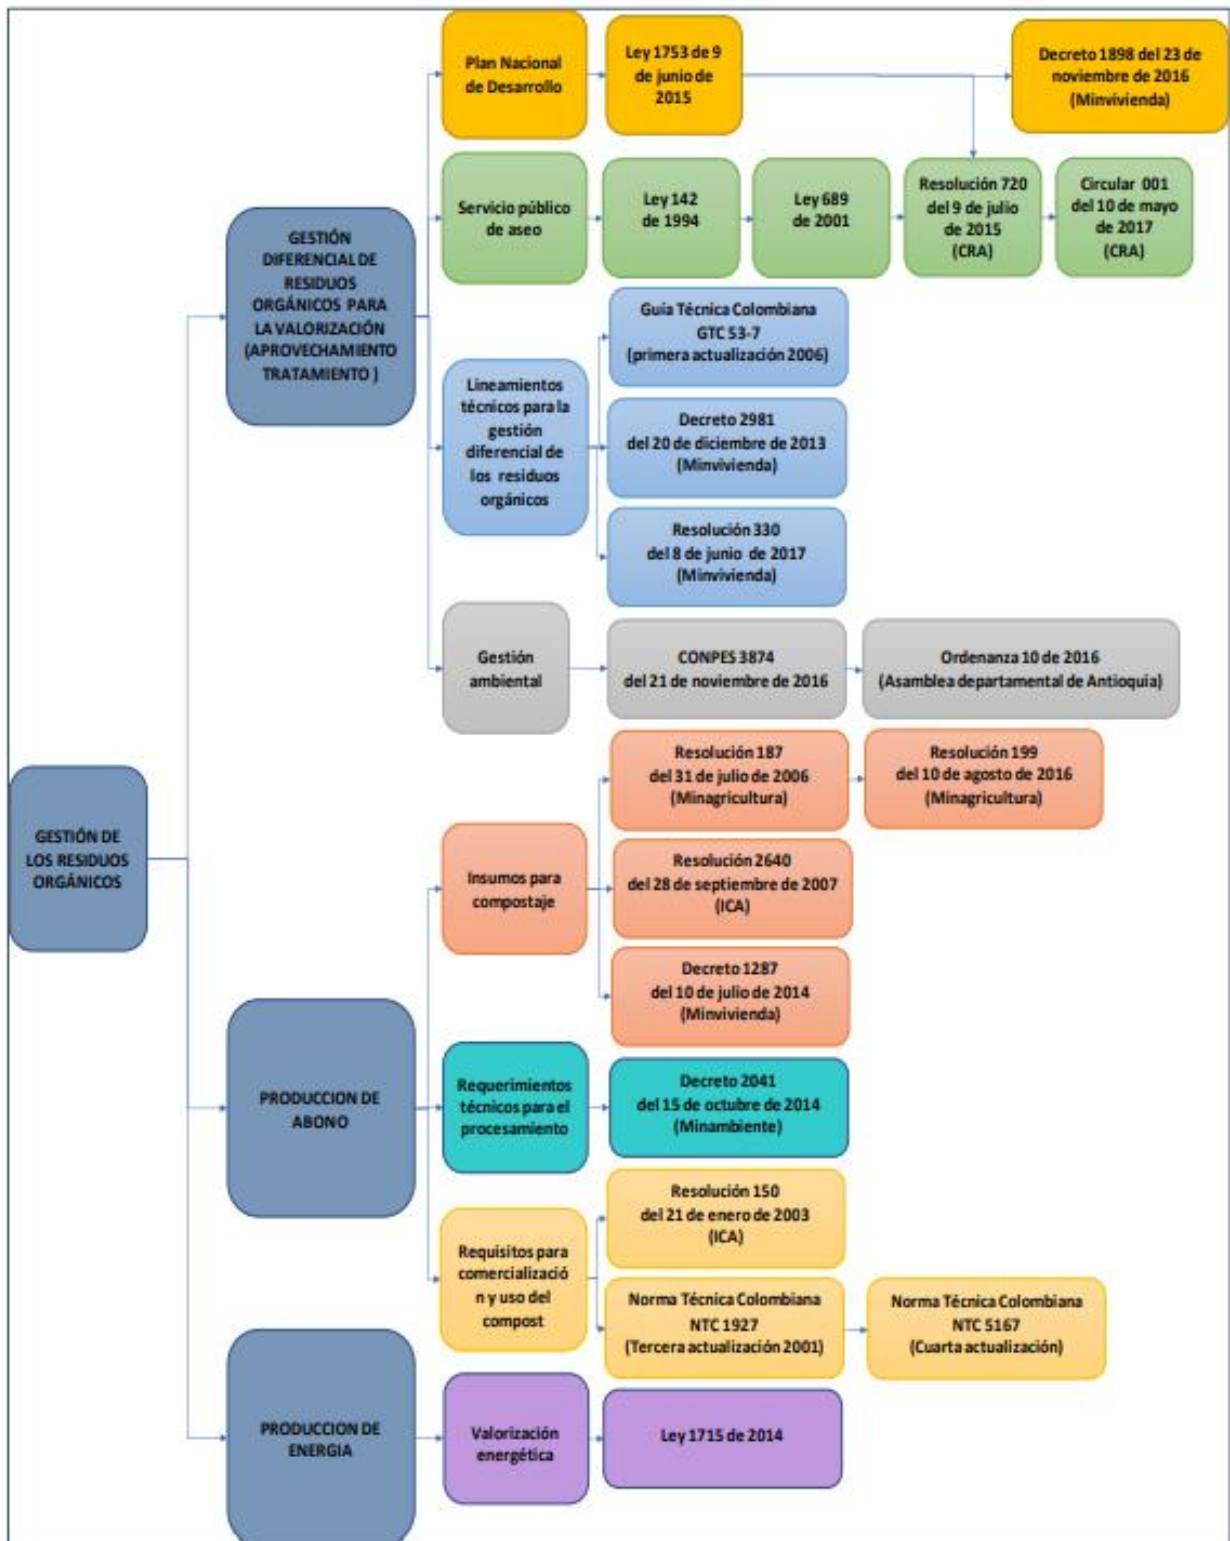 Plan Nacional
de Desarrollo
Ley 1753 de 9
de junio de
2015
Decreto 1898 del 23 de
noviembre de 2016
(Minvivienda)
Servicio público
de aseo
Ley 142
de 1994
Ley 689
de 2001
Resolución 720
del 9 de julio
de 2015
(CRA)
Circular 001
del 10 de mayo
de 2017
(CRA)
GESTIÓN
DIFERENCIAL DE
RESIDUOS
ORGÁNICOS PARA
LA VALORIZACIÓN
(APROVECHAMIENTO
TRATAMIENTO )
Lineamientos
técnicos para la
gestión
diferencial de
los residuos
orgánicos
Guía Técnica Colombiana
GTC 53-7
(primera actualización 2006)
Decreto 2981
del 20 de diciembre de 2013
(Minvivienda)
Resolución 330
del 8 de junio de 2017
(Minvivienda)
Gestión
ambiental
CONPES 3874
del 21 de noviembre de 2016
Ordenanza 10 de 2016
(Asamblea departamental de Antioquia)
GESTIÓN DE
LOS RESIDUOS
ORGÁNICOS
Insumos para
compostaje
Resolución 187
del 31 de julio de 2006
(Minagricultura)
Resolución 199
del 10 de agosto de 2016
(Minagricultura)
Resolución 2640
del 28 de septiembre de 2007
(ICA)
Decreto 1287
del 10 de julio de 2014
(Minvivienda)
PRODUCCION DE
ABONO
Requerimientos
técnicos para el
procesamiento
Decreto 2041
del 15 de octubre de 2014
(Minambiente)
Requisitos para
comercializació
n y uso del
compost
Resolución 150
del 21 de enero de 2003
(ICA)
Norma Técnica Colombiana
NTC 1927
(Tercera actualización 2001)
Norma Técnica Colombiana
NTC 5167
(Cuarta actualización)
PRODUCCION DE
ENERGIA
Valorización
energética
Ley 1715 de 2014